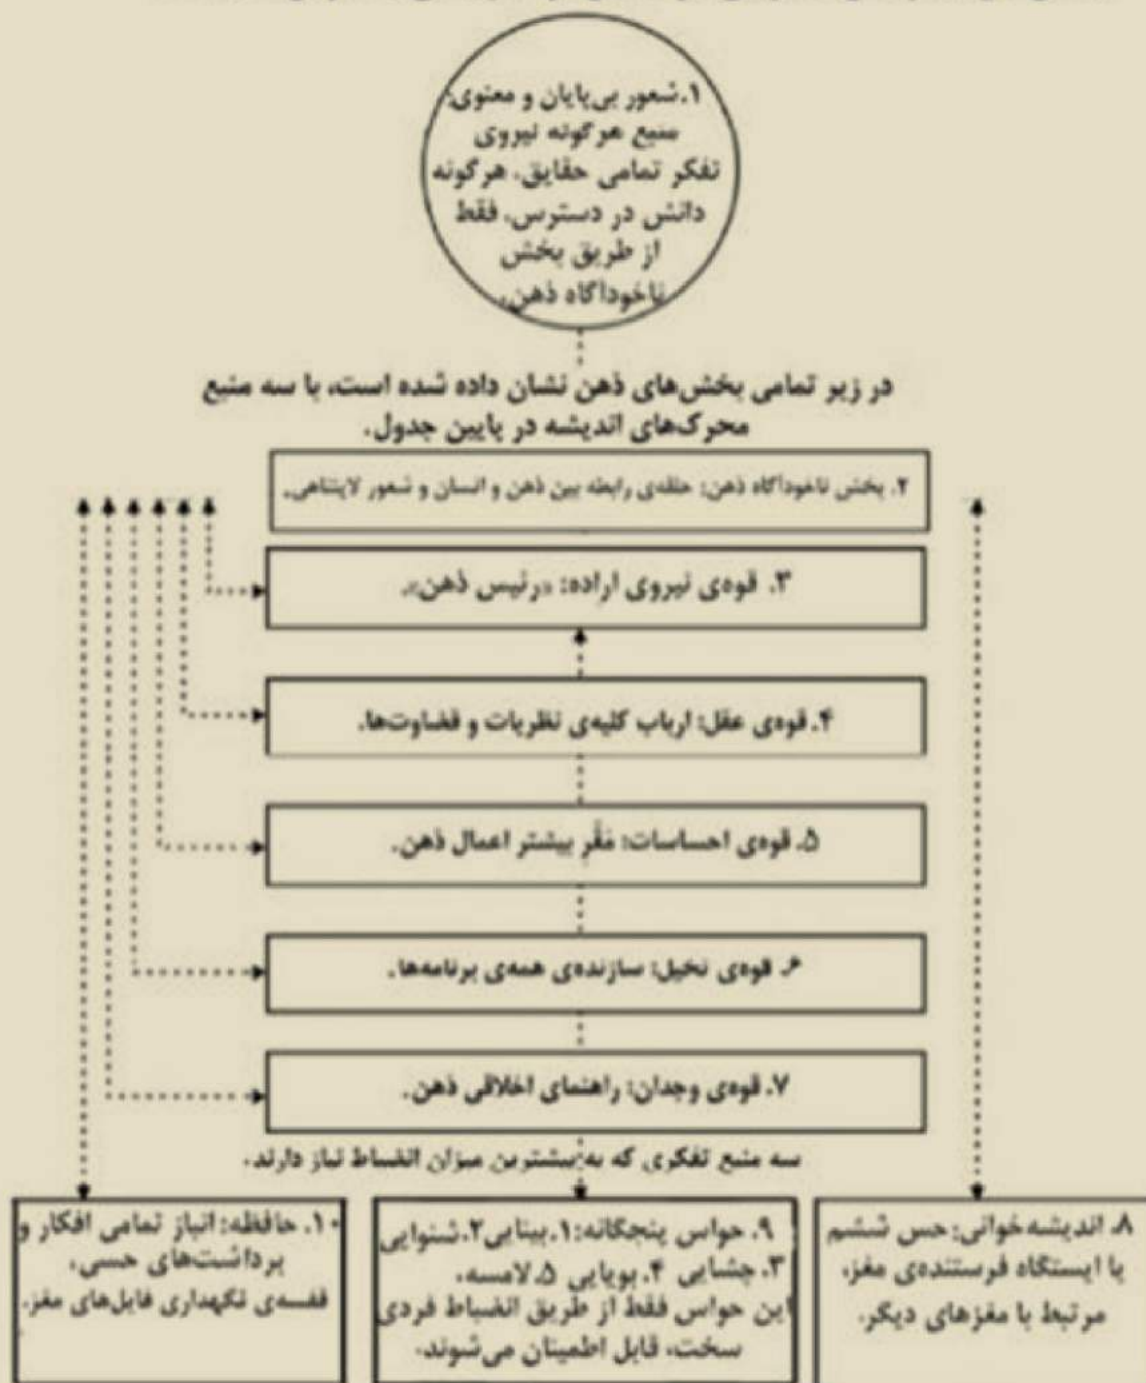 ۱.شعور بی‌پایان و معنوی:
منبع هرگونه نیروی
تفکر تمامی حقایق، هرگونه
دانش در دسترس، فقط
از طریق بخش
ناخودآگاه ذهن.
در زیر تمامی بخش‌های ذهن نشان داده شده است، با سه منبع
محرک‌های اندیشه در پایین جدول.
۲. بخش ناخودآگاه ذهن: حلقه‌ی رابطه بین ذهن و انسان و شعور لایتناهی.
۳. قوه‌ی نیروی اراده: «رئیس ذهن».
۴. قوه‌ی عقل: ارباب کلیه‌ی نظریات و قضاوت‌ها.
۵. قوه‌ی احساسات: مَقَر بیشتر اعمال ذهن.
۶. قوه‌ی تخیل: سازنده‌ی همه‌ی برنامه‌ها.
۷. قوه‌ی وجدان: راهنمای اخلاقی ذهن.
سه منبع تفکری که به بیشترین میزان انضباط نیاز دارند.
۸. اندیشه‌خوانی: حس ششم
یا ایستگاه فرستنده‌ی مغز،
مرتبط با مغزهای دیگر.
۹. حواس پنجگانه: ۱.بینایی ۲.شنوایی
۳. چشایی ۴. بویایی ۵.لامسه.
این حواس فقط از طریق انضباط فردی
سخت، قابل اطمینان می‌شوند.
۱۰. حافظه: انبار تمامی افکار و
برداشت‌های حسی،
قفسه‌ی نگهداری فایل‌های مغز.